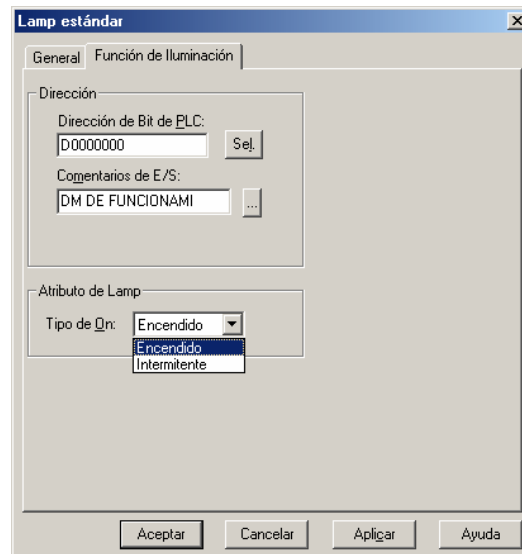 Lamp estándar
General Función de Iluminación
Dirección
Dirección de Bit de PLC:
D0000000 Sel.
Comentarios de E/S:
DM DE FUNCIONAMI ...
Atributo de Lamp
Tipo de On: Encendido
Encendido
Intermitente
Aceptar Cancelar Aplicar Ayuda